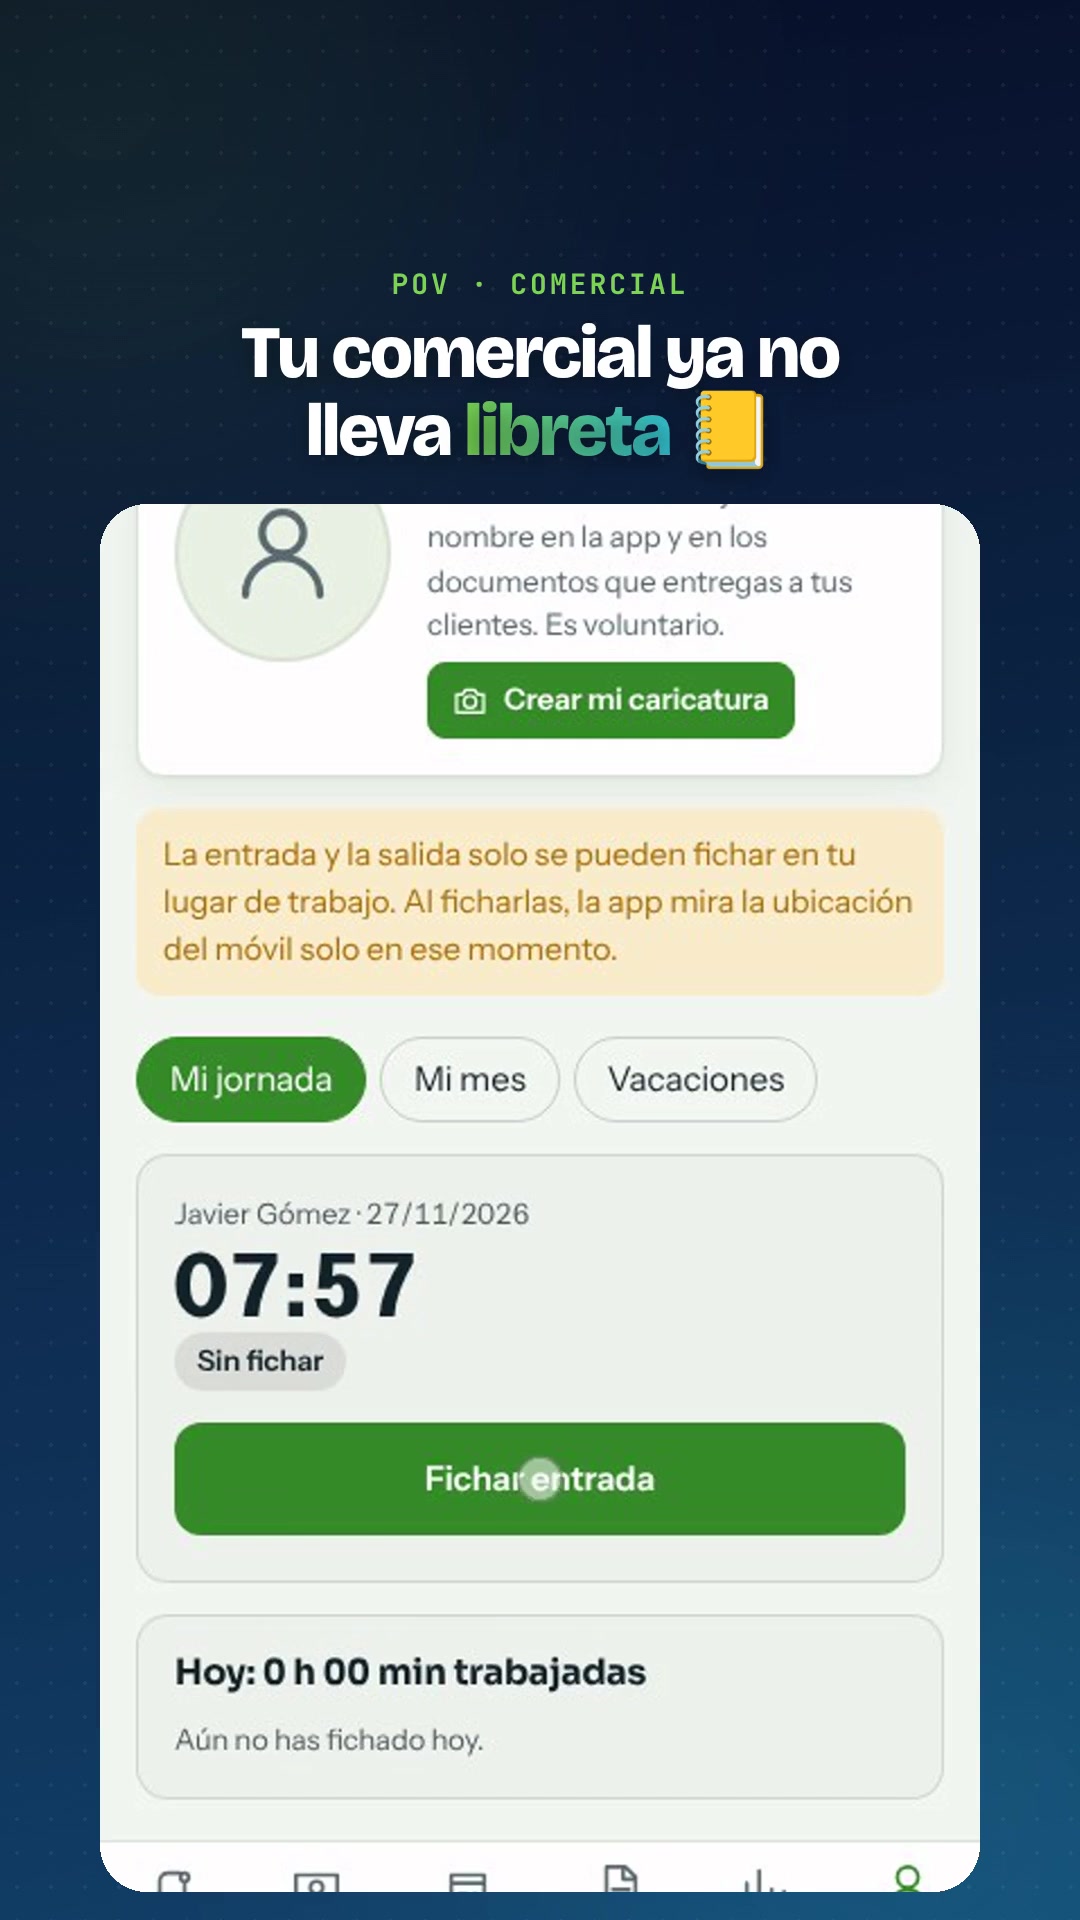 POV · COMERCIAL
Tu comercial ya no
lleva libreta
nombre en la app y en los
documentos que entregas a tus
clientes. Es voluntario.
Crear mi caricatura
La entrada y la salida solo se pueden fichar en tu
lugar de trabajo. Al ficharlas, la app mira la ubicación
del móvil solo en ese momento.
Mi jornada
Mi mes
Vacaciones
Javier Gómez · 27/11/2026
07:57
Sin fichar
Fichar entrada
Hoy: 0 h 00 min trabajadas
Aún no has fichado hoy.